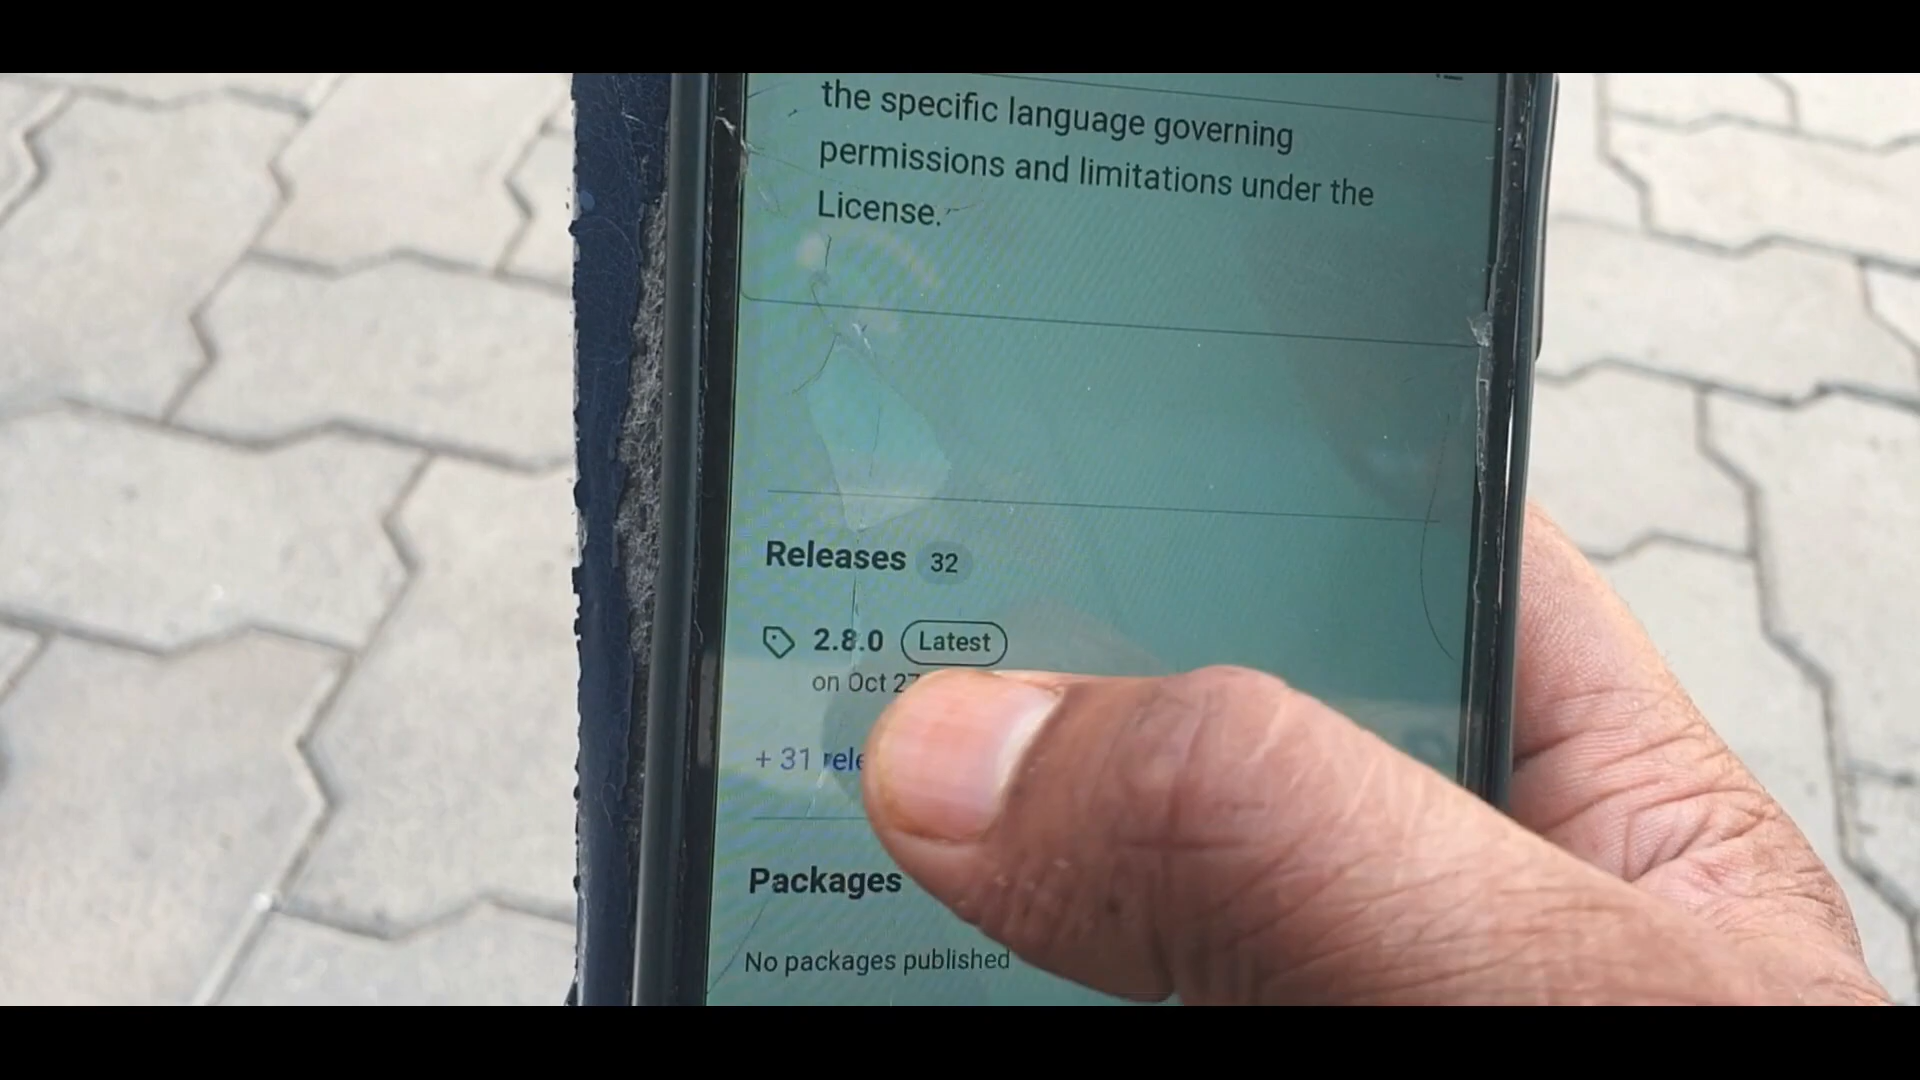 the specific language governing
permissions and limitations under the
License.
Releases 32
2.8.0 Latest
on Oct 27
+ 31
Packages
No packages published